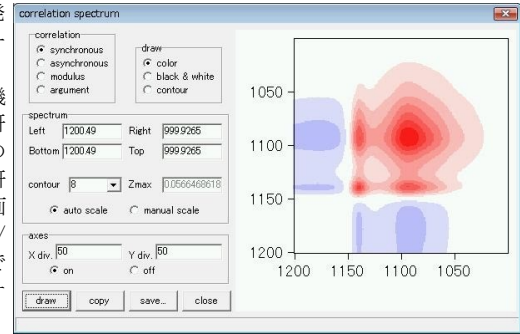 correlation spectrum
correlation
synchronous
asynchronous
modulus
argument
draw
color
black & white
contour
spectrum
Left 1200.49 Right 999.9265
Bottom 1200.49 Top 999.9265
contour 8 Zmax 0.0566468618
auto scale manual scale
axes
X div. 50 Y div. 50
on off
draw copy save... close
1050
1100
1150
1200
1200 1150 1100 1050